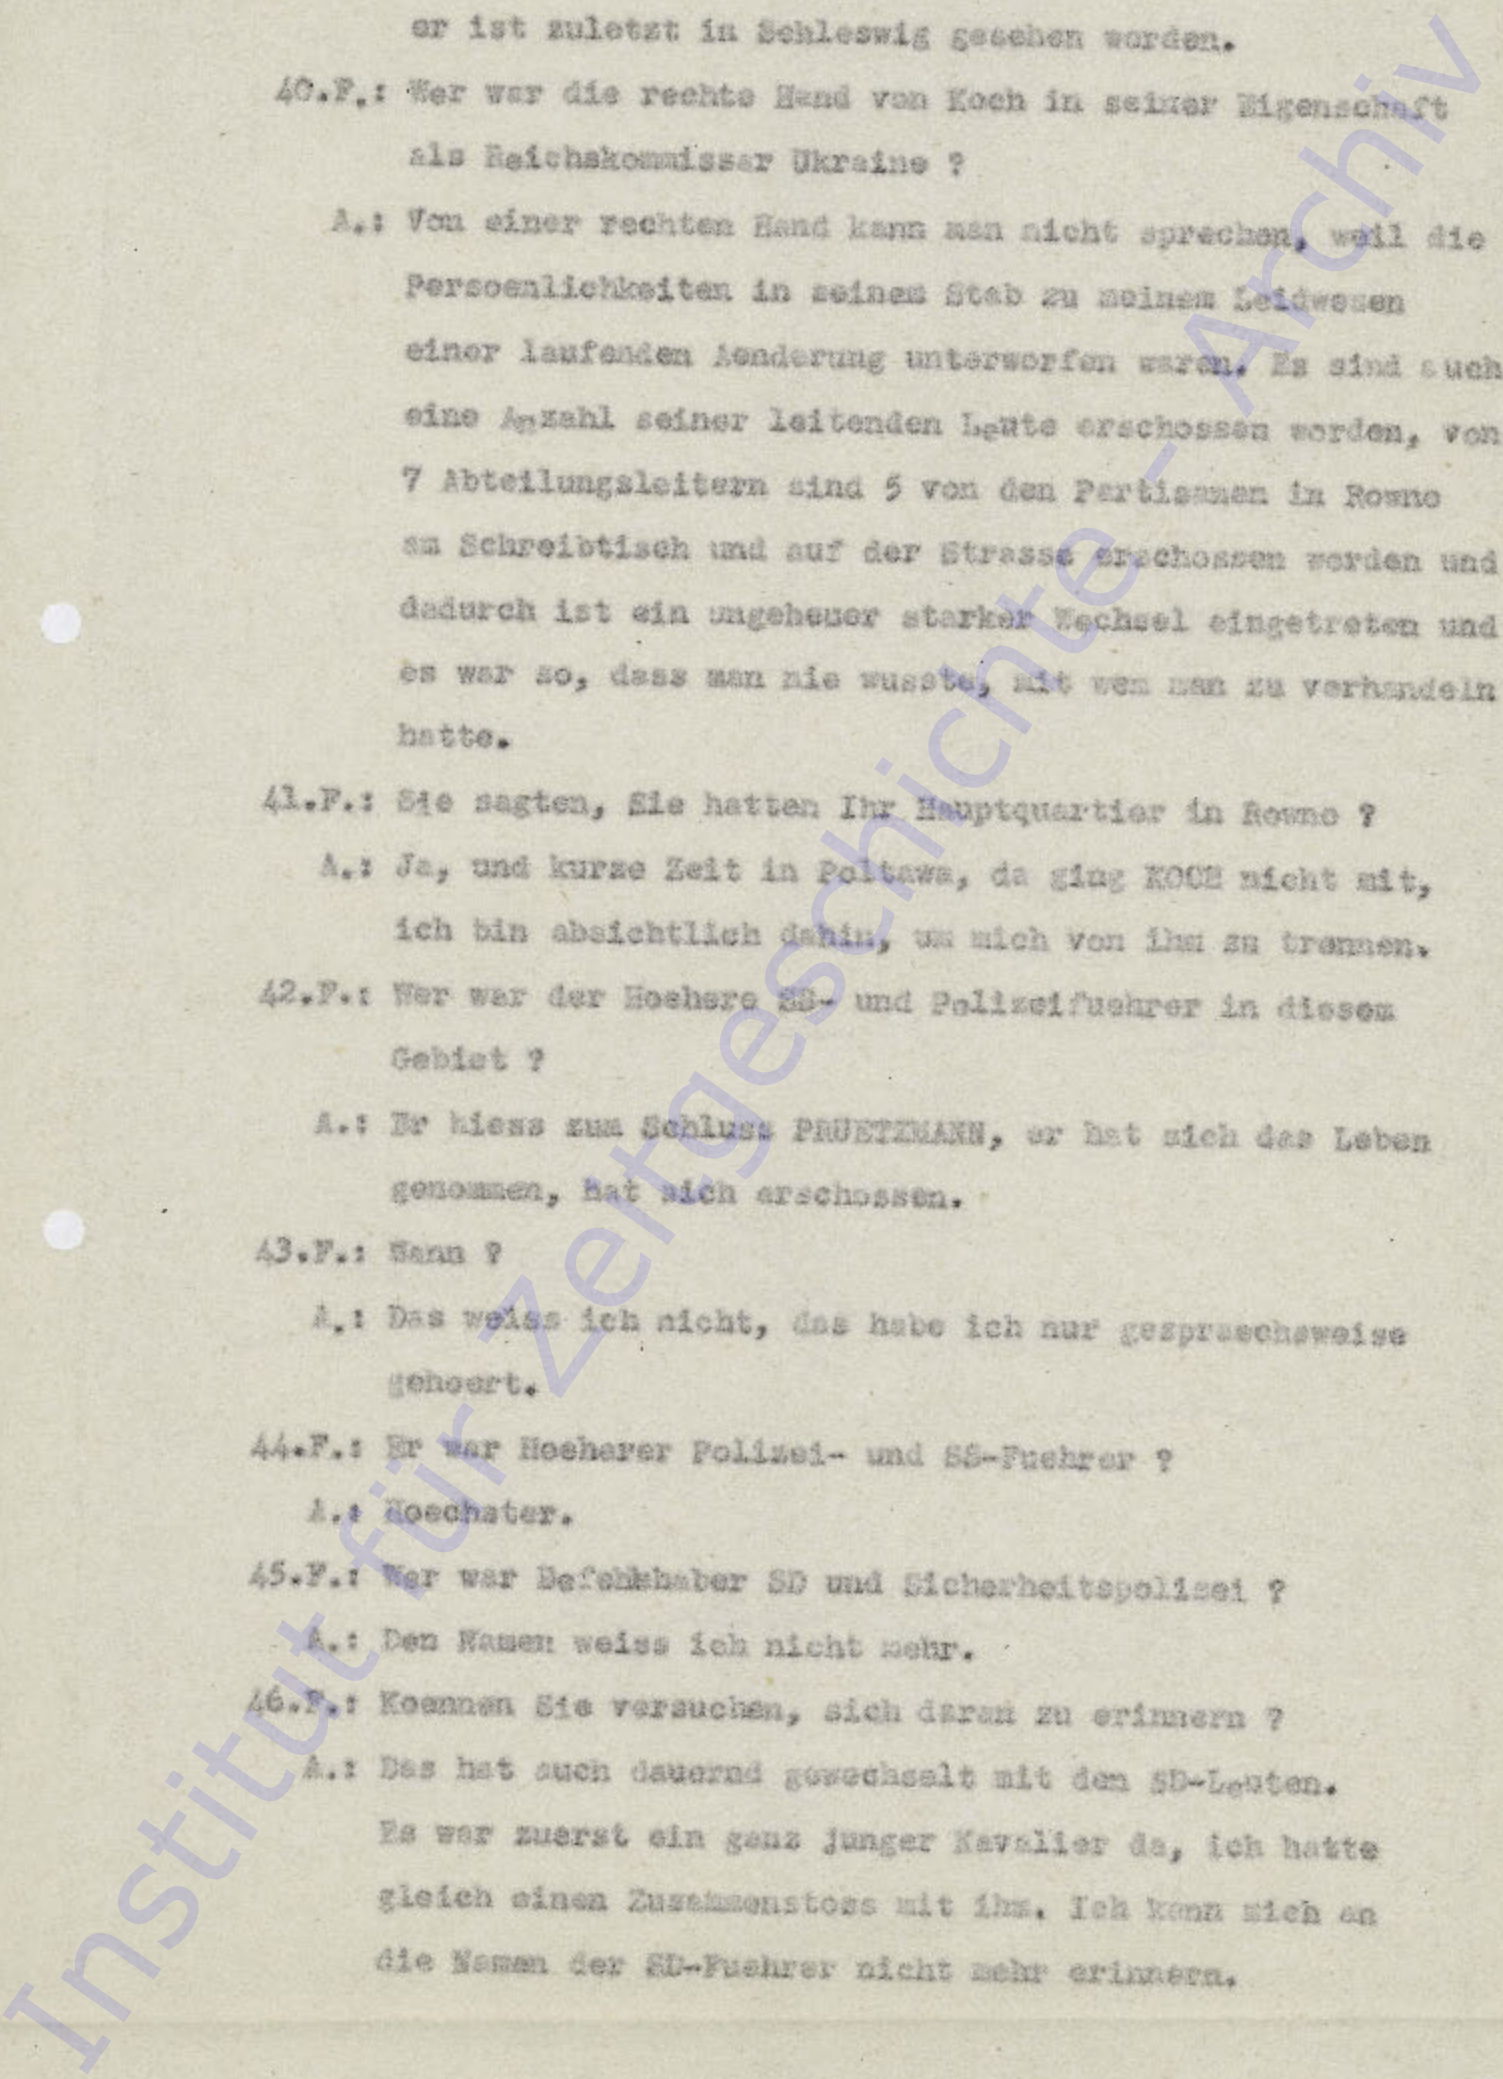 er ist zuletzt in Schleswig gesehen worden.
40.F.: Wer war die rechte Hand von Koch in seiner Eigenschaft
als Reichskommissar Ukraine ?
A.: Von einer rechten Hand kann man nicht sprechen, weil die
Persoenlichkeiten in seinem Stab zu meinem Leidwesen
einer laufenden Aenderung unterworfen waren. Es sind auch
eine Anzahl seiner leitenden Leute erschossen worden, von
7 Abteilungsleitern sind 5 von den Partisanen in Rowno
am Schreibtisch und auf der Strasse erschossen worden und
dadurch ist ein ungeheuer starker Wechsel eingetreten und
es war so, dass man nie wusste, mit wem man zu verhandeln
hatte.
41.F.: Sie sagten, Sie hatten Ihr Hauptquartier in Rowno ?
A.: Ja, und kurze Zeit in Poltawa, da ging KOCH nicht mit,
ich bin absichtlich dahin, um mich von ihm zu trennen.
42.F.: Wer war der Hoehere SS- und Polizeifuehrer in diesem
Gebiet ?
A.: Er hiess zum Schluss PRUETZMANN, er hat sich das Leben
genommen, hat sich erschossen.
43.F.: Wann ?
A.: Das weiss ich nicht, das habe ich nur gespraechsweise
gehoert.
44.F.: Er war Hoeherer Polizei- und SS-Fuehrer ?
A.: Hoechster.
45.F.: Wer war Befehlshaber SD und Sicherheitspolizei ?
A.: Den Namen weiss ich nicht mehr.
46.F.: Koennen Sie versuchen, sich daran zu erinnern ?
A.: Das hat auch dauernd gewechselt mit den SD-Leuten.
Es war zuerst ein ganz junger Kavalier da, ich hatte
gleich einen Zusammenstoss mit ihm. Ich kann mich an
die Namen der SD-Fuehrer nicht mehr erinnern.
Institut für Zeitgeschichte - Archiv